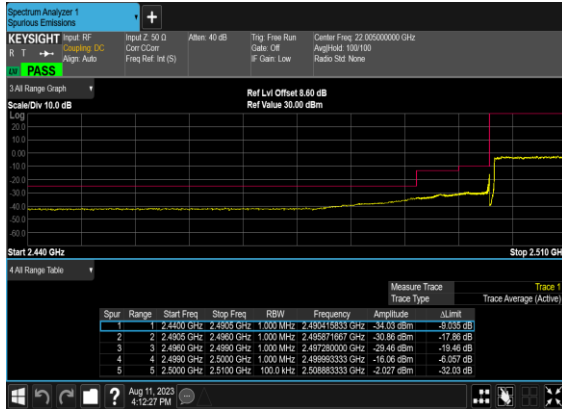 Spectrum Analyzer 1
Spurious Emissions
KEYSIGHT Input: RF Input Z: 50 Ω Atten: 40 dB Trig: Free Run Center Freq: 22.005000000 GHz
R T Coupling: DC Corr CCorr Gate: Off Avg|Hold: 100/100
Align: Auto Freq Ref: Int (S) IF Gain: Low Radio Std: None
PASS
3 All Range Graph
Ref Lvl Offset 8.60 dB
Scale/Div 10.0 dB Ref Value 30.00 dBm
Log
20.0
10.0
0.00
-10.0
-20.0
-30.0
-40.0
-50.0
-60.0
Start 2.440 GHz Stop 2.510 GH
4 All Range Table
Measure Trace Trace 1
Trace Type Trace Average (Active)
Spur Range Start Freq Stop Freq RBW Frequency Amplitude ΔLimit
1 1 2.4400 GHz 2.4905 GHz 1.000 MHz 2.490415833 GHz -34.03 dBm -9.035 dB
2 2 2.4905 GHz 2.4960 GHz 1.000 MHz 2.495871667 GHz -30.86 dBm -17.86 dB
3 3 2.4960 GHz 2.4990 GHz 1.000 MHz 2.497280000 GHz -29.46 dBm -19.46 dB
4 4 2.4990 GHz 2.5000 GHz 1.000 MHz 2.499993333 GHz -16.06 dBm -6.057 dB
5 5 2.5000 GHz 2.5100 GHz 100.0 kHz 2.508883333 GHz -2.027 dBm -32.03 dB
? Aug 11, 2023
4:12:27 PM